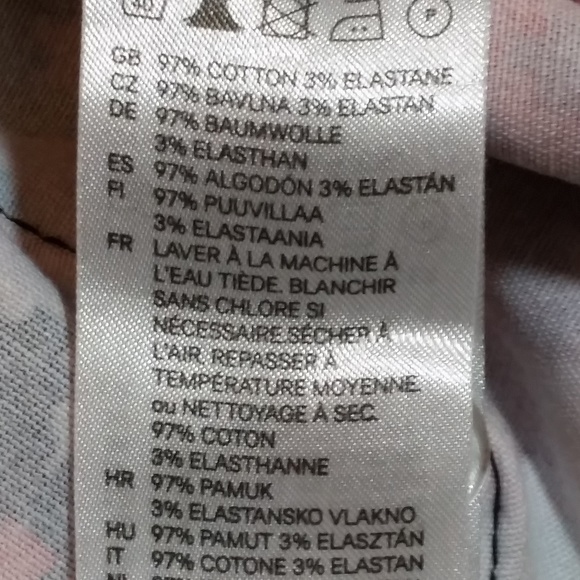 40
P
GB 97% COTTON 3% ELASTANE
CZ 97% BAVLNA 3% ELASTAN
DE 97% BAUMWOLLE
3% ELASTHAN
ES 97% ALGODÓN 3% ELASTÁN
FI 97% PUUVILLAA
3% ELASTAANIA
FR LAVER À LA MACHINE À
L'EAU TIÈDE. BLANCHIR
SANS CHLORE SI
NÉCESSAIRE.SÉCHER À
L'AIR. REPASSER À
TEMPÉRATURE MOYENNE.
ou NETTOYAGE À SEC.
97% COTON
3% ELASTHANNE
HR 97% PAMUK
3% ELASTANSKO VLAKNO
HU 97% PAMUT 3% ELASZTÁN
IT 97% COTONE 3% ELASTAN